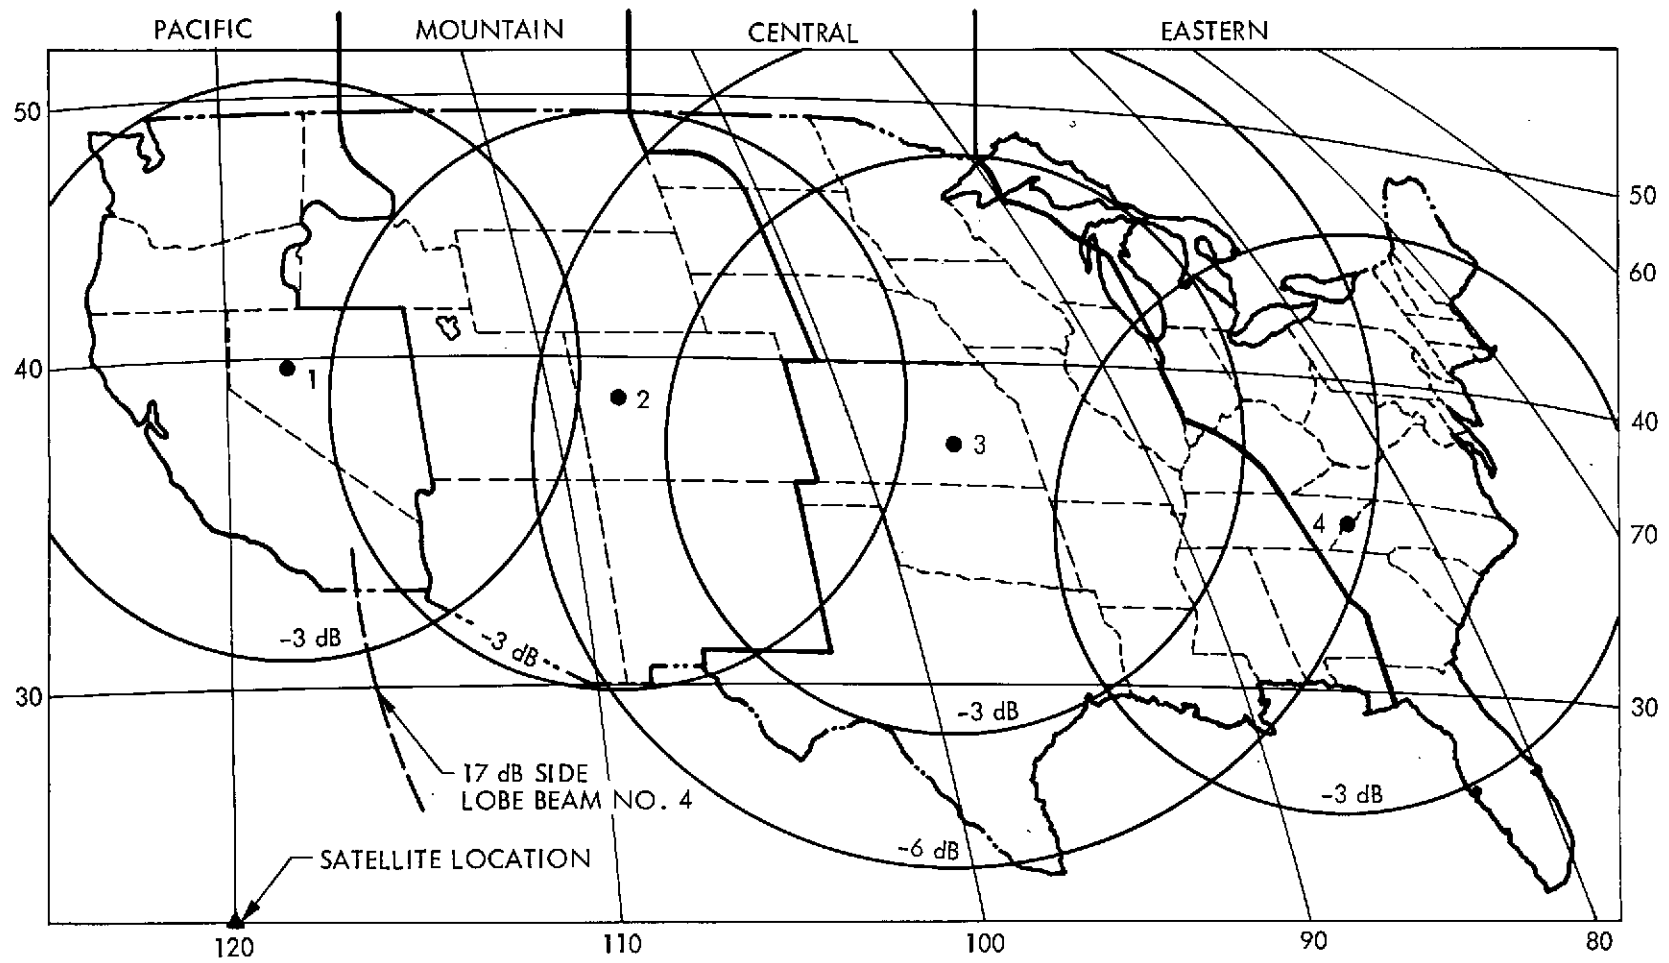 PACIFIC MOUNTAIN CENTRAL EASTERN
50
50
60
40
1
2
3
40
4
70
-3 dB
-3 dB
30
-3 dB
30
17 dB SIDE
LOBE BEAM NO. 4
-3 dB
-6 dB
SATELLITE LOCATION
120 110 100 90 80